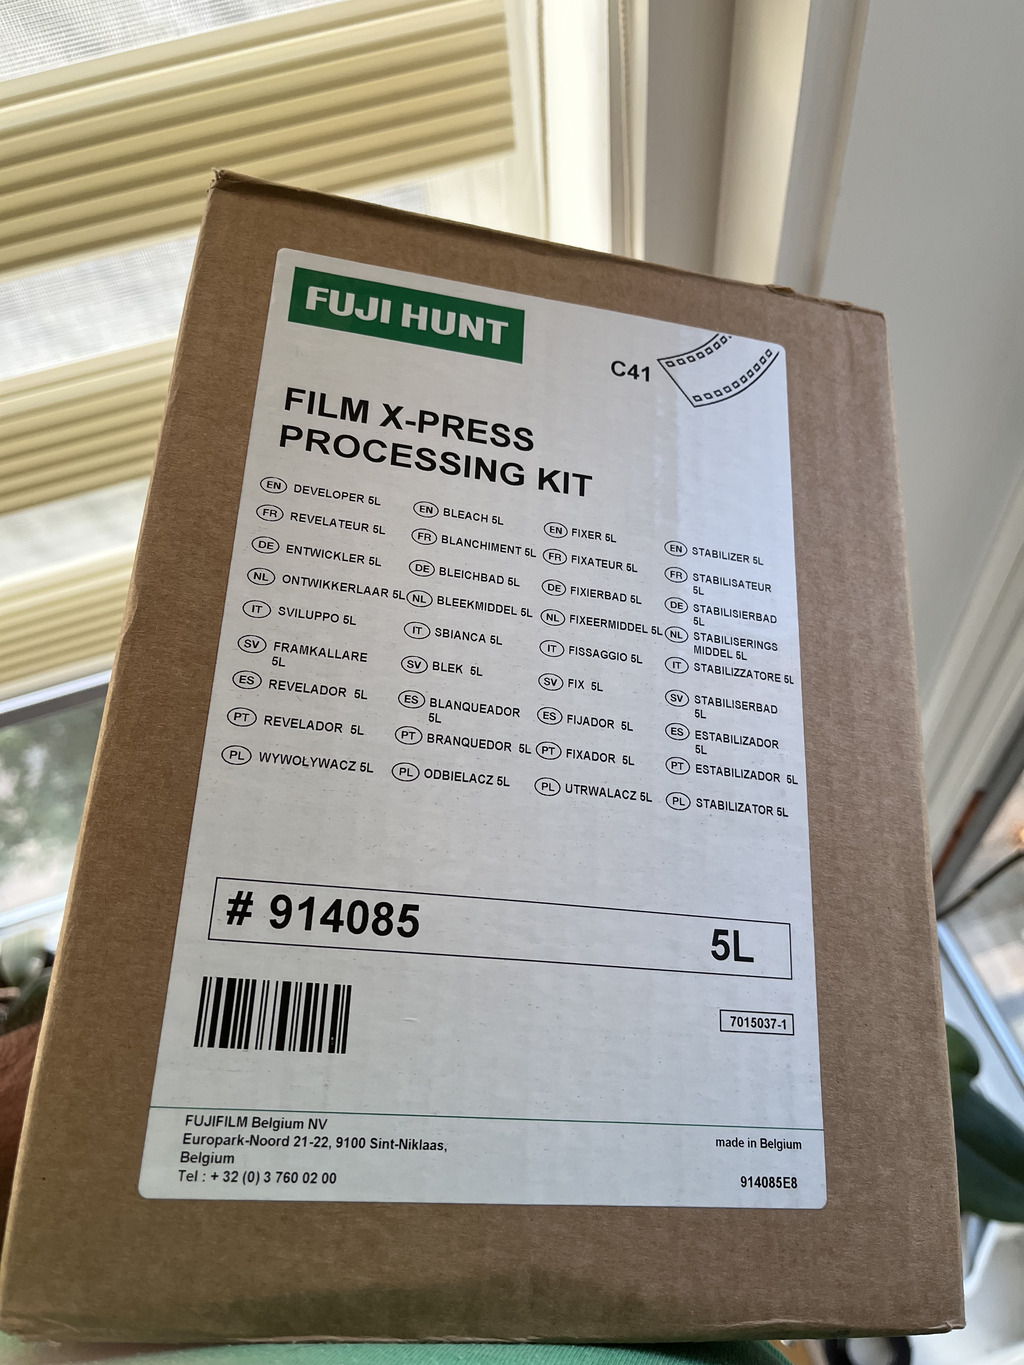 FUJI HUNT
C41
FILM X-PRESS
PROCESSING KIT
EN DEVELOPER 5L
FR REVELATEUR 5L
DE ENTWICKLER 5L
NL ONTWIKKERLAAR 5L
IT SVILUPPO 5L
SV FRAMKALLARE
5L
ES REVELADOR 5L
PT REVELADOR 5L
PL WYWOŁYWACZ 5L
EN BLEACH 5L
FR BLANCHIMENT 5L
DE BLEICHBAD 5L
NL BLEEKMIDDEL 5L
IT SBIANCA 5L
SV BLEK 5L
ES BLANQUEADOR
5L
PT BRANQUEDOR 5L
PL ODBIELACZ 5L
EN FIXER 5L
FR FIXATEUR 5L
DE FIXIERBAD 5L
NL FIXEERMIDDEL 5L
IT FISSAGGIO 5L
SV FIX 5L
ES FIJADOR 5L
PT FIXADOR 5L
PL UTRWALACZ 5L
EN STABILIZER 5L
FR STABILISATEUR
5L
DE STABILISIERBAD
5L
NL STABILISERINGS
MIDDEL 5L
IT STABILIZZATORE 5L
SV STABILISERBAD
5L
ES ESTABILIZADOR
5L
PT ESTABILIZADOR 5L
PL STABILIZATOR 5L
# 914085 5L
7015037-1
FUJIFILM Belgium NV
Europark-Noord 21-22, 9100 Sint-Niklaas,
Belgium
Tel : + 32 (0) 3 760 02 00
made in Belgium
914085E8